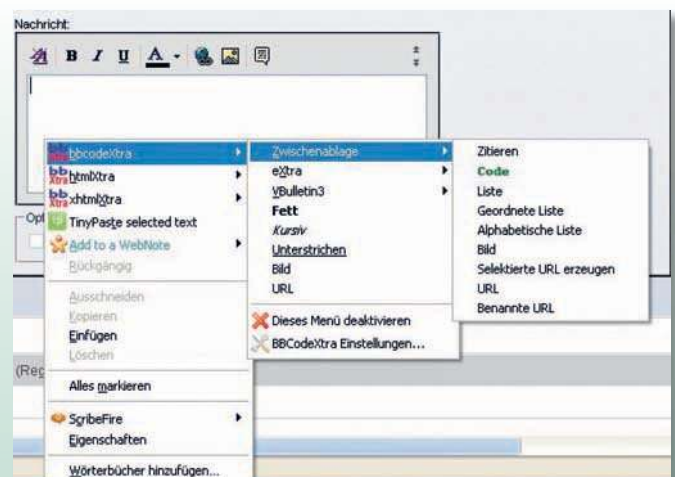 Nachricht:
B I U A
bbcodeXtra
htmlXtra
xhtmlXtra
TinyPaste selected text
Add to a WebNote
Rückgängig
Ausschneiden
Kopieren
Einfügen
Löschen
Alles markieren
ScribeFire
Eigenschaften
Wörterbücher hinzufügen...
Zwischenablage
eXtra
VBulletin3
Fett
Kursiv
Unterstrichen
Bild
URL
Dieses Menü deaktivieren
BBCodeXtra Einstellungen...
Zitieren
Code
Liste
Geordnete Liste
Alphabetische Liste
Bild
Selektierte URL erzeugen
URL
Benannte URL